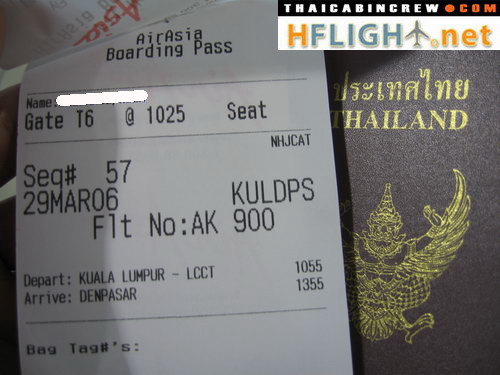 THAICABINCREW.COM
HFLIGHT.net
Asia
AirAsia
Boarding Pass
Name:
Gate T6 @ 1025 Seat
NHJCAT
Seq# 57
29MAR06 KULDPS
Flt No:AK 900
Depart: KUALA LUMPUR - LCCT 1055
Arrive: DENPASAR 1355
Bag Tag#'s:
ประเทศไทย
THAILAND